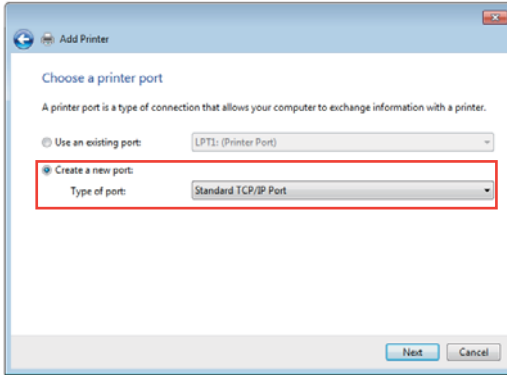 Add Printer
Choose a printer port
A printer port is a type of connection that allows your computer to exchange information with a printer.
Use an existing port: LPT1: (Printer Port)
Create a new port:
Type of port: Standard TCP/IP Port
Next Cancel